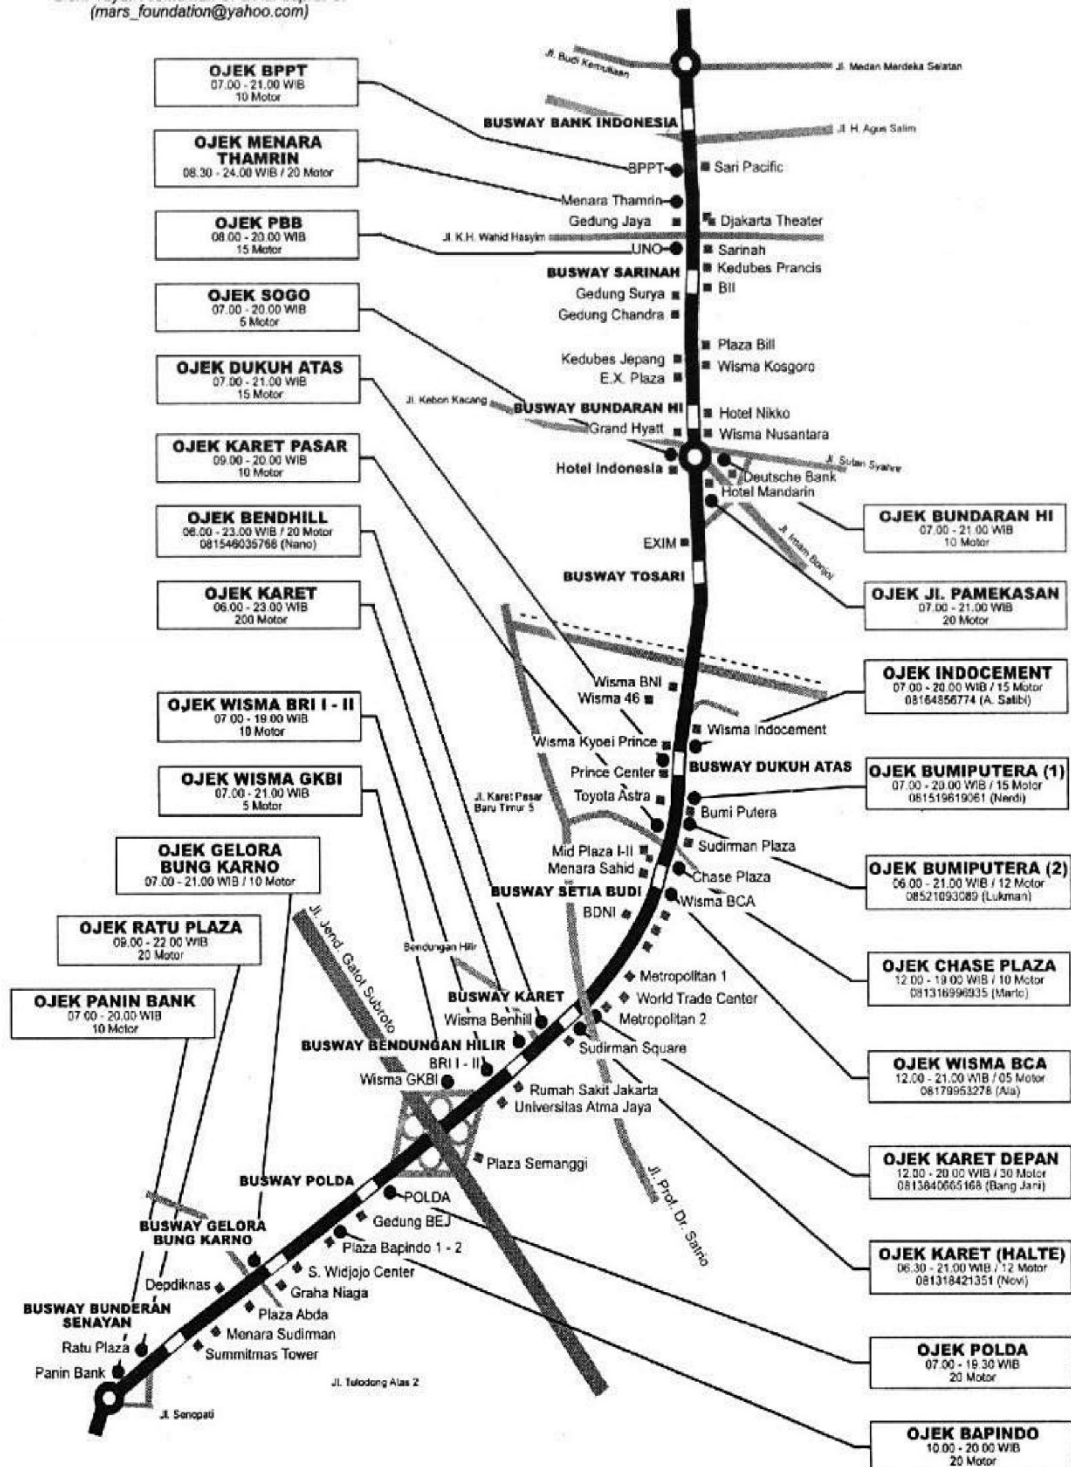 (mars_foundation@yahoo.com)
OJEK BPPT
07.00 - 21.00 WIB
10 Motor
OJEK MENARA
THAMRIN
08.30 - 24.00 WIB / 20 Motor
OJEK PBB
08.00 - 20.00 WIB
15 Motor
OJEK SOGO
07.00 - 20.00 WIB
5 Motor
OJEK DUKUH ATAS
07.00 - 21.00 WIB
15 Motor
OJEK KARET PASAR
09.00 - 20.00 WIB
10 Motor
OJEK BENDHILL
06.00 - 23.00 WIB / 20 Motor
081546035768 (Nano)
OJEK KARET
06.00 - 23.00 WIB
200 Motor
OJEK WISMA BRI I - II
07.00 - 19.00 WIB
10 Motor
OJEK WISMA GKBI
07.00 - 21.00 WIB
5 Motor
OJEK GELORA
BUNG KARNO
07.00 - 21.00 WIB / 10 Motor
OJEK RATU PLAZA
09.00 - 22.00 WIB
20 Motor
OJEK PANIN BANK
07.00 - 20.00 WIB
10 Motor
Jl. Budi Kemuliaan
Jl. Medan Merdeka Selatan
BUSWAY BANK INDONESIA
Jl. H. Agus Salim
BPPT
Sari Pacific
Menara Thamrin
Gedung Jaya
Djakarta Theater
Jl. K.H. Wahid Hasyim
UNO
Sarinah
Kedubes Prancis
BUSWAY SARINAH
BII
Gedung Surya
Gedung Chandra
Plaza Bill
Kedubes Jepang
Wisma Kosgoro
E.X. Plaza
Jl. Kebon Kacang
BUSWAY BUNDARAN HI
Hotel Nikko
Grand Hyatt
Wisma Nusantara
Hotel Indonesia
Jl. Sutan Syahrir
Deutsche Bank
Hotel Mandarin
Jl. Imam Bonjol
EXIM
BUSWAY TOSARI
Wisma BNI
Wisma 46
Wisma Indocement
Wisma Kyoei Prince
Prince Center
BUSWAY DUKUH ATAS
Toyota Astra
Jl. Karet Pasar
Baru Timur 5
Bumi Putera
Sudirman Plaza
Mid Plaza I-II
Menara Sahid
Chase Plaza
BUSWAY SETIA BUDI
Wisma BCA
BDNI
Jl. Jend. Gatot Subroto
Bendungan Hilir
Metropolitan 1
World Trade Center
BUSWAY KARET
Metropolitan 2
Wisma Benhill
BUSWAY BENDUNGAN HILIR
Sudirman Square
BRI I - II
Wisma GKBI
Rumah Sakit Jakarta
Universitas Atma Jaya
Plaza Semanggi
Jl. Prof. Dr. Satrio
BUSWAY POLDA
POLDA
Gedung BEJ
BUSWAY GELORA
BUNG KARNO
Plaza Bapindo 1 - 2
S. Widjojo Center
Depdiknas
Graha Niaga
Plaza Abda
BUSWAY BUNDERAN
SENAYAN
Menara Sudirman
Ratu Plaza
Summitmas Tower
Panin Bank
Jl. Tulodong Atas 2
Jl. Senopati
OJEK BUNDARAN HI
07.00 - 21.00 WIB
10 Motor
OJEK Jl. PAMEKASAN
07.00 - 21.00 WIB
20 Motor
OJEK INDOCEMENT
07.00 - 20.00 WIB / 15 Motor
08164856774 (A. Satibi)
OJEK BUMIPUTERA (1)
07.00 - 20.00 WIB / 15 Motor
081519619061 (Nerdi)
OJEK BUMIPUTERA (2)
06.00 - 21.00 WIB / 12 Motor
08521093089 (Lukman)
OJEK CHASE PLAZA
12.00 - 19.00 WIB / 10 Motor
081316996935 (Marto)
OJEK WISMA BCA
12.00 - 21.00 WIB / 05 Motor
08179953278 (Ala)
OJEK KARET DEPAN
12.00 - 20.00 WIB / 30 Motor
0813840605168 (Bang Jani)
OJEK KARET (HALTE)
06.30 - 21.00 WIB / 12 Motor
081318421351 (Novi)
OJEK POLDA
07.00 - 19.30 WIB
20 Motor
OJEK BAPINDO
10.00 - 20.00 WIB
20 Motor